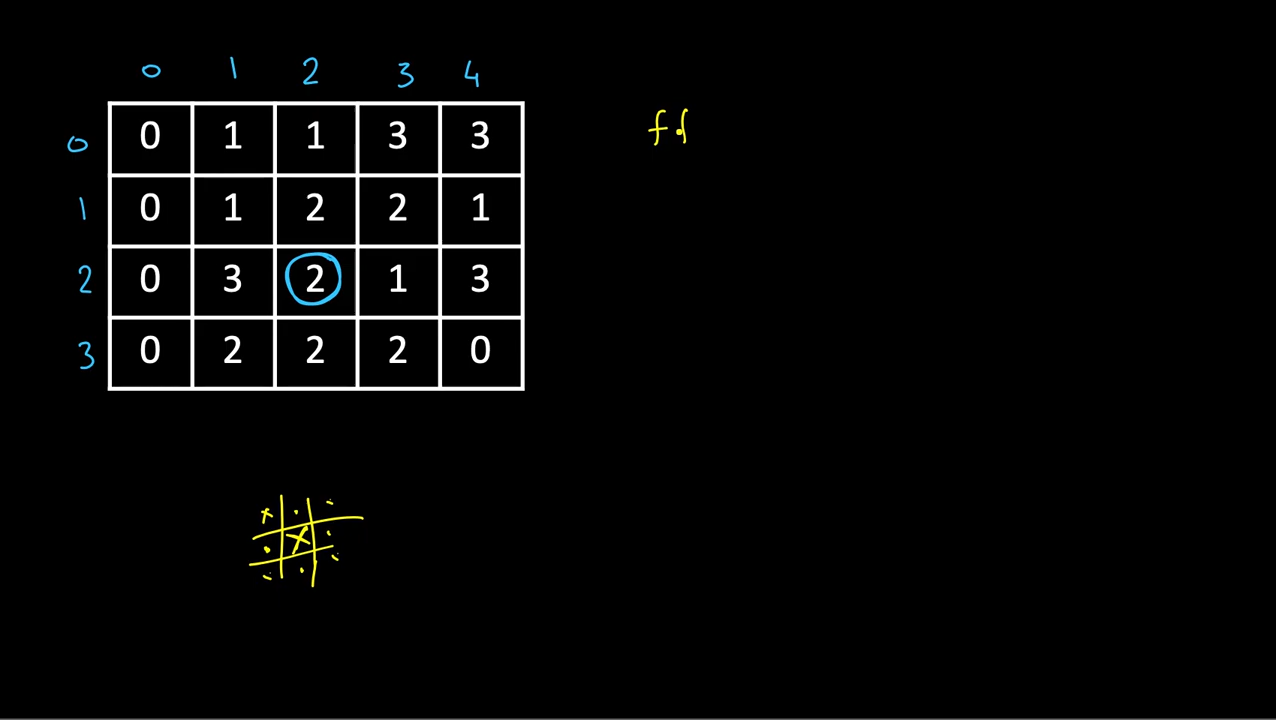 0 1 2 3 4
0 0 1 1 3 3
1 0 1 2 2 1
2 0 3 2 1 3
3 0 2 2 2 0
f.f
x
x